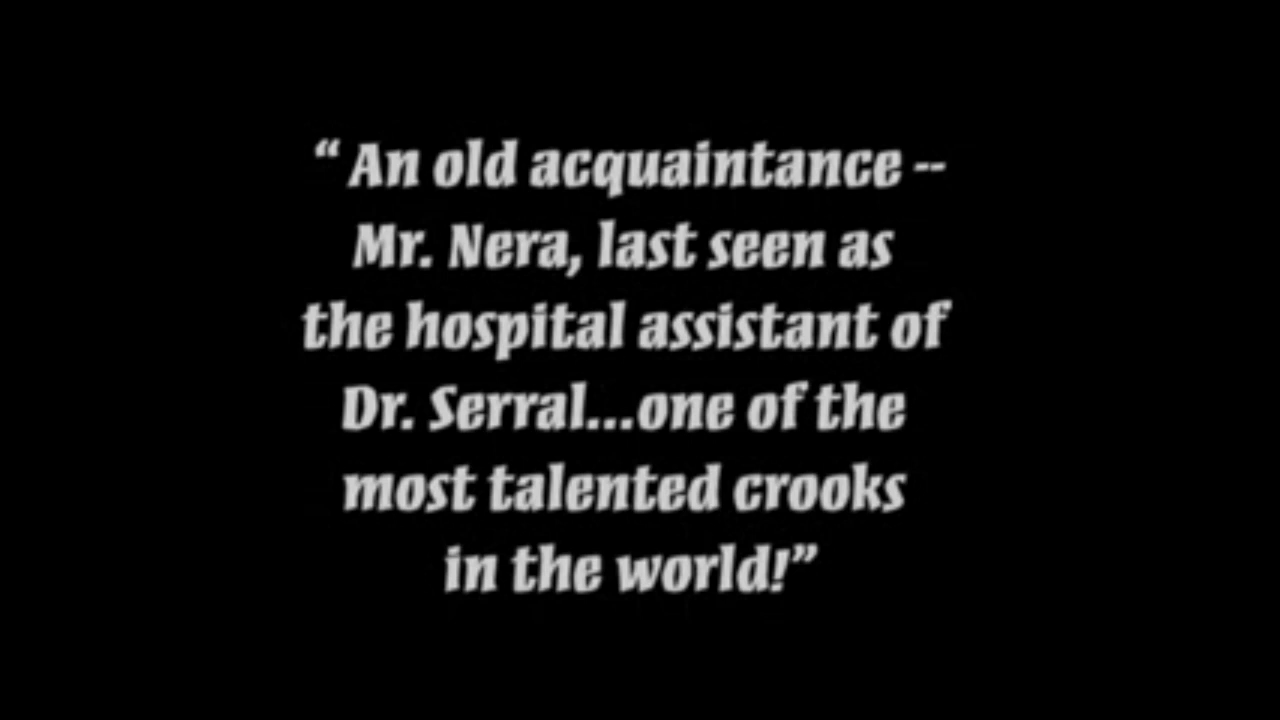 “ An old acquaintance --
Mr. Nera, last seen as
the hospital assistant of
Dr. Serral...one of the
most talented crooks
in the world!”